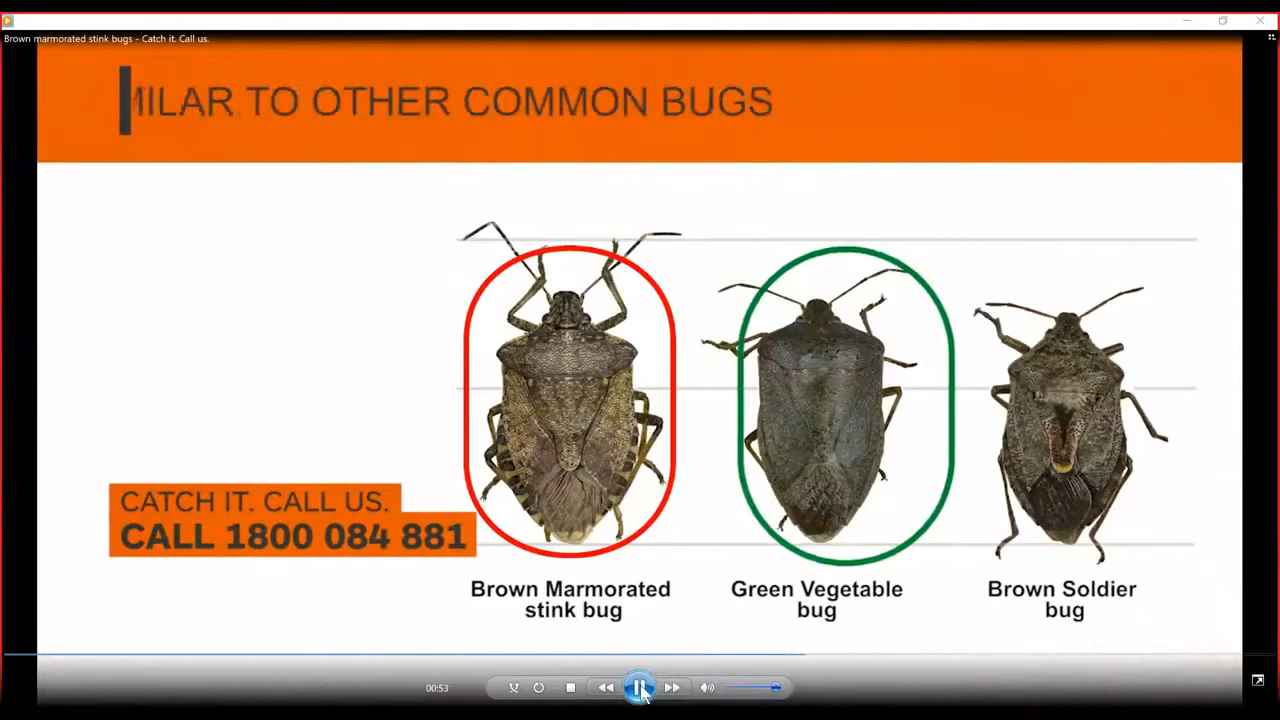 Brown marmorated stink bugs - Catch it. Call us.
MILAR TO OTHER COMMON BUGS
CATCH IT. CALL US.
CALL 1800 084 881
Brown Marmorated
stink bug
Green Vegetable
bug
Brown Soldier
bug
00:53